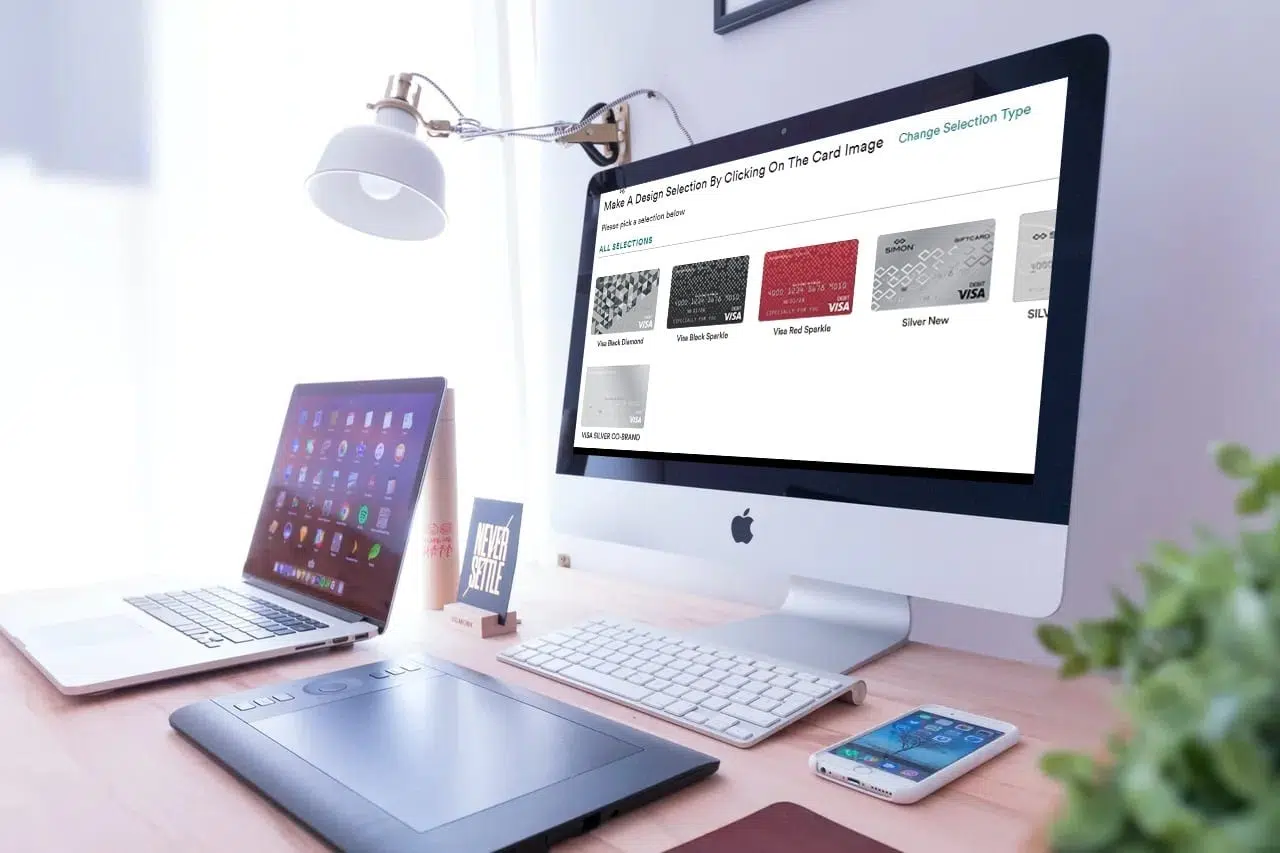 Change Selection Type
Make A Design Selection By Clicking On The Card Image
Please pick a selection below
ALL SELECTIONS
VISA
DEBIT
VISA
DEBIT
VISA
SIMON
GIFTCARD
DEBIT
VISA
4000 1234 5678 9010
ESPECIALLY FOR YOU
4000 1234 5678 9010
ESPECIALLY FOR YOU
Visa Black Diamond
Visa Black Sparkle
Visa Red Sparkle
Silver New
SILV
VISA
VISA SILVER CO-BRAND
NEVER
SETTLE